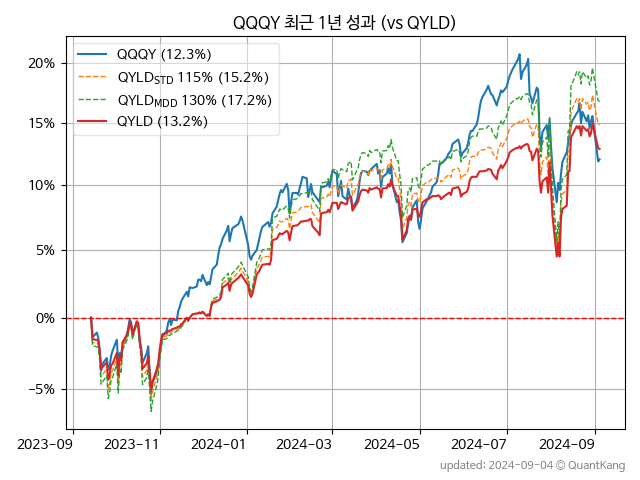 QQQY 최근 1년 성과 (vs QYLD)
QQQY (12.3%)
QYLD_STD 115% (15.2%)
QYLD_MDD 130% (17.2%)
QYLD (13.2%)
20%
15%
10%
5%
0%
−5%
2023-09 2023-11 2024-01 2024-03 2024-05 2024-07 2024-09
updated: 2024-09-04 © QuantKang